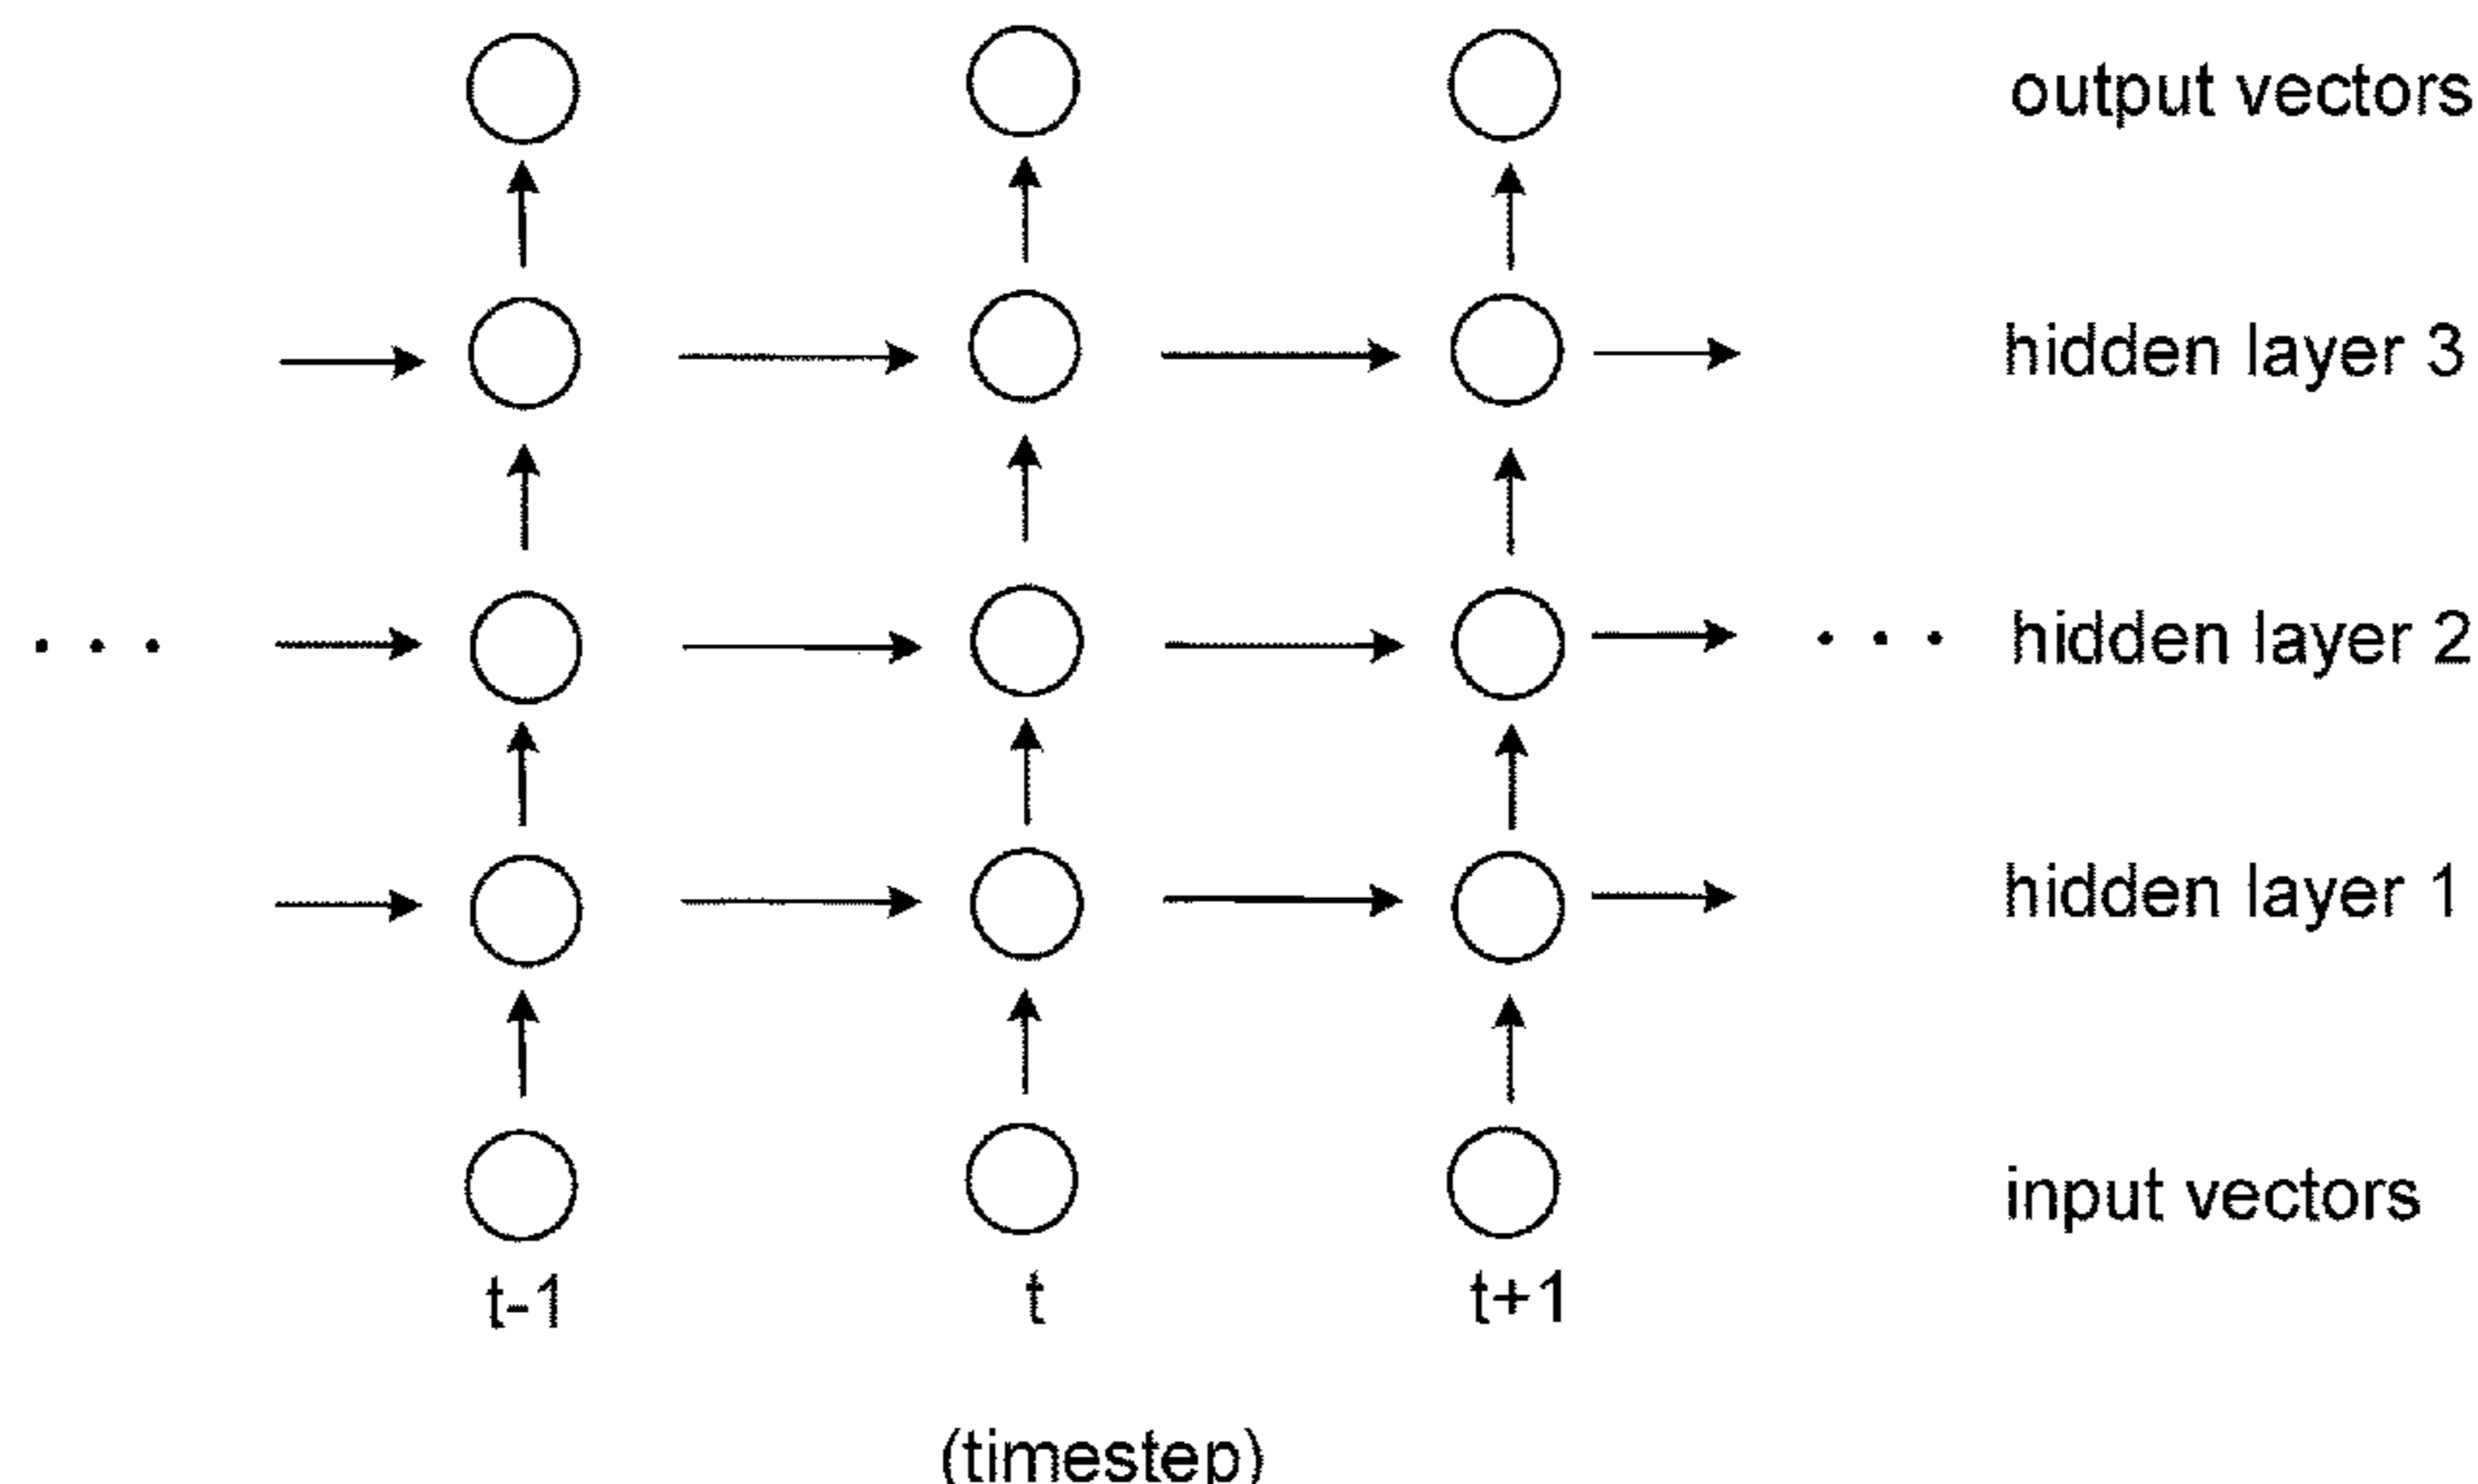 output vectors
hidden layer 3
. . .
. . . hidden layer 2
hidden layer 1
input vectors
t-1 t t+1
(timestep)